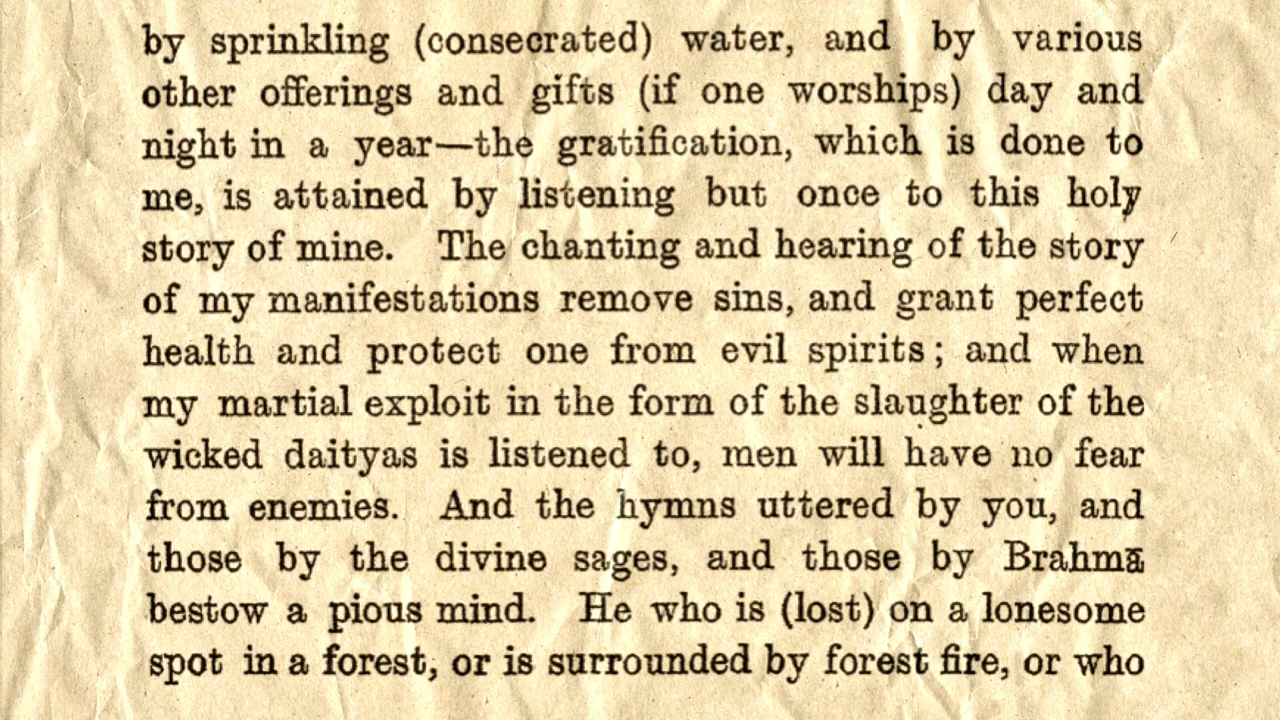 by sprinkling (consecrated) water, and by various
other offerings and gifts (if one worships) day and
night in a year—the gratification, which is done to
me, is attained by listening but once to this holy
story of mine. The chanting and hearing of the story
of my manifestations remove sins, and grant perfect
health and protect one from evil spirits; and when
my martial exploit in the form of the slaughter of the
wicked daityas is listened to, men will have no fear
from enemies. And the hymns uttered by you, and
those by the divine sages, and those by Brahmā
bestow a pious mind. He who is (lost) on a lonesome
spot in a forest, or is surrounded by forest fire, or who